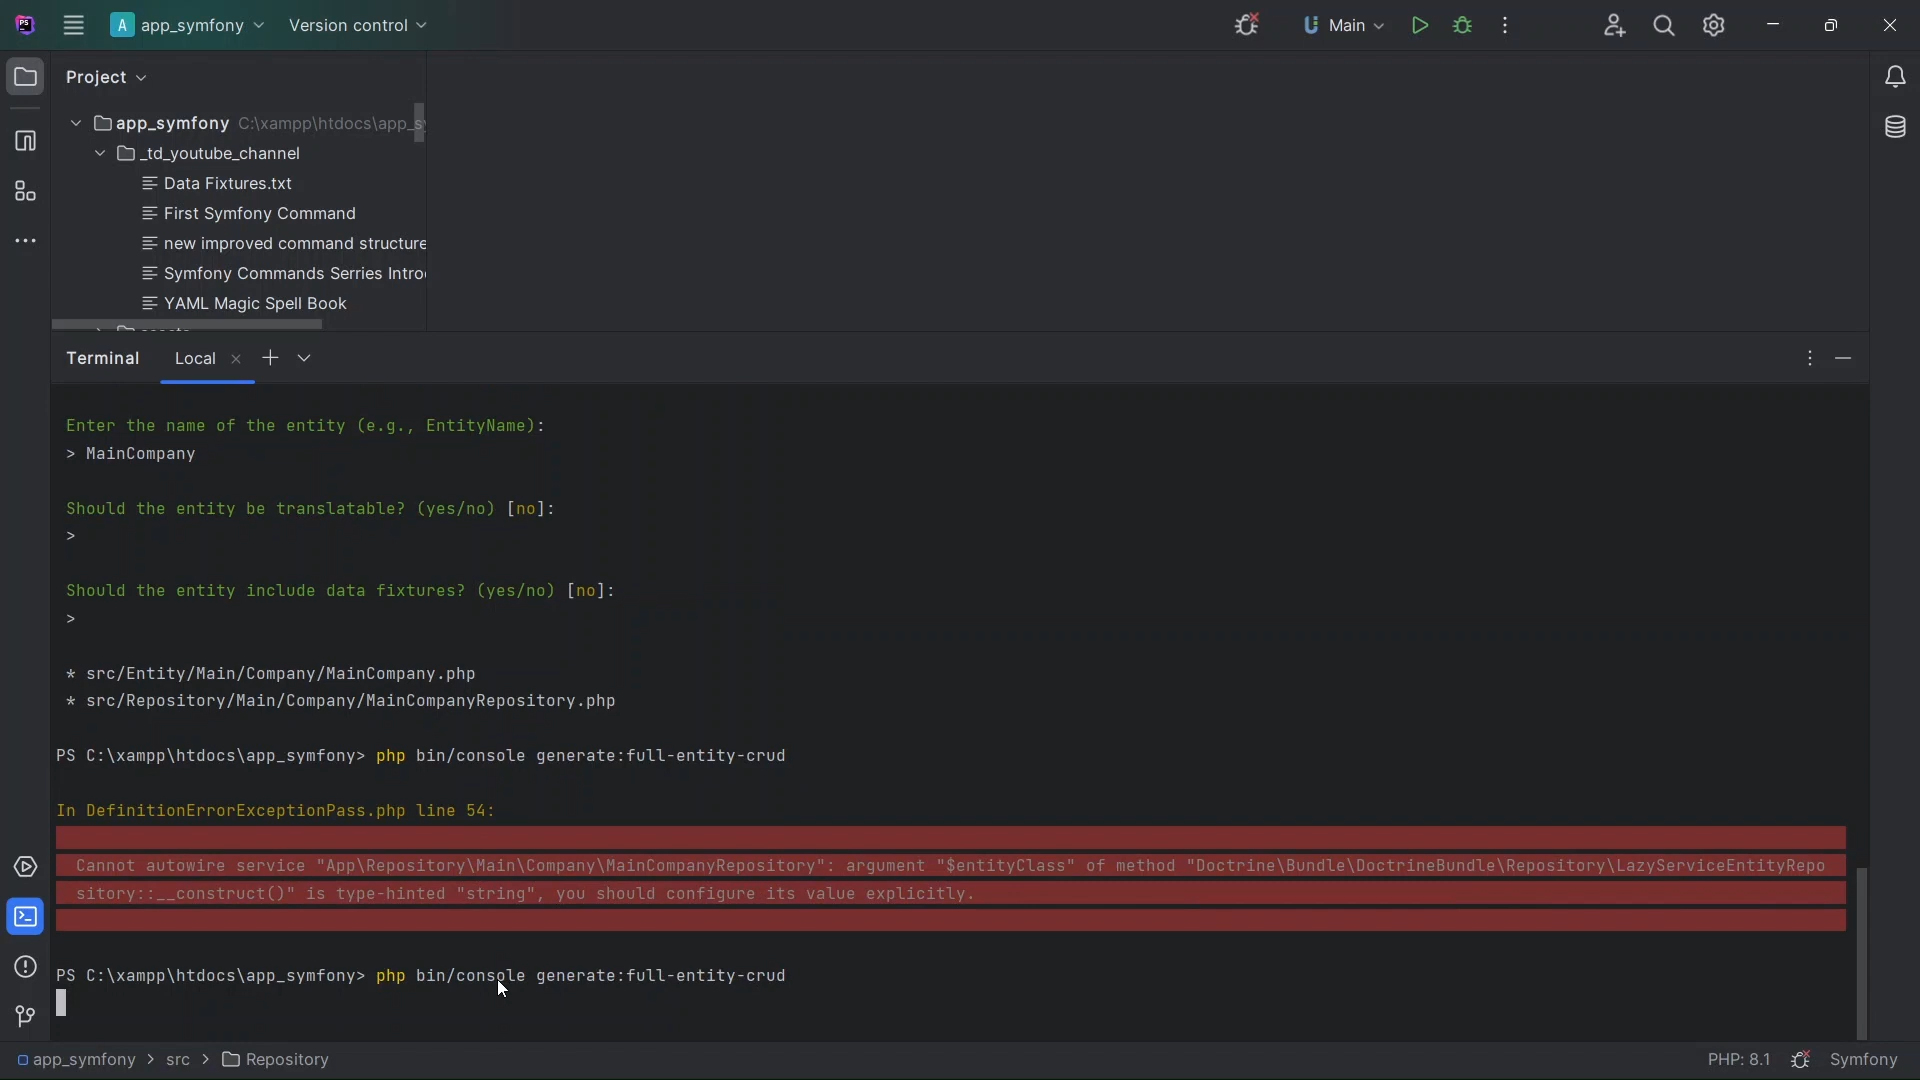 PS
A app_symfony
Version control
Main
Project
app_symfony C:\xampp\htdocs\app_sy
_td_youtube_channel
Data Fixtures.txt
First Symfony Command
new improved command structure
Symfony Commands Serries Intro
YAML Magic Spell Book
Terminal Local
Enter the name of the entity (e.g., EntityName):
> MainCompany
Should the entity be translatable? (yes/no) [no]:
>
Should the entity include data fixtures? (yes/no) [no]:
>
* src/Entity/Main/Company/MainCompany.php
* src/Repository/Main/Company/MainCompanyRepository.php
PS C:\xampp\htdocs\app_symfony> php bin/console generate:full-entity-crud
In DefinitionErrorExceptionPass.php line 54:
Cannot autowire service "App\Repository\Main\Company\MainCompanyRepository": argument "$entityClass" of method "Doctrine\Bundle\DoctrineBundle\Repository\LazyServiceEntityRepo
sitory::__construct()" is type-hinted "string", you should configure its value explicitly.
PS C:\xampp\htdocs\app_symfony> php bin/console generate:full-entity-crud
app_symfony > src > Repository
PHP: 8.1 Symfony